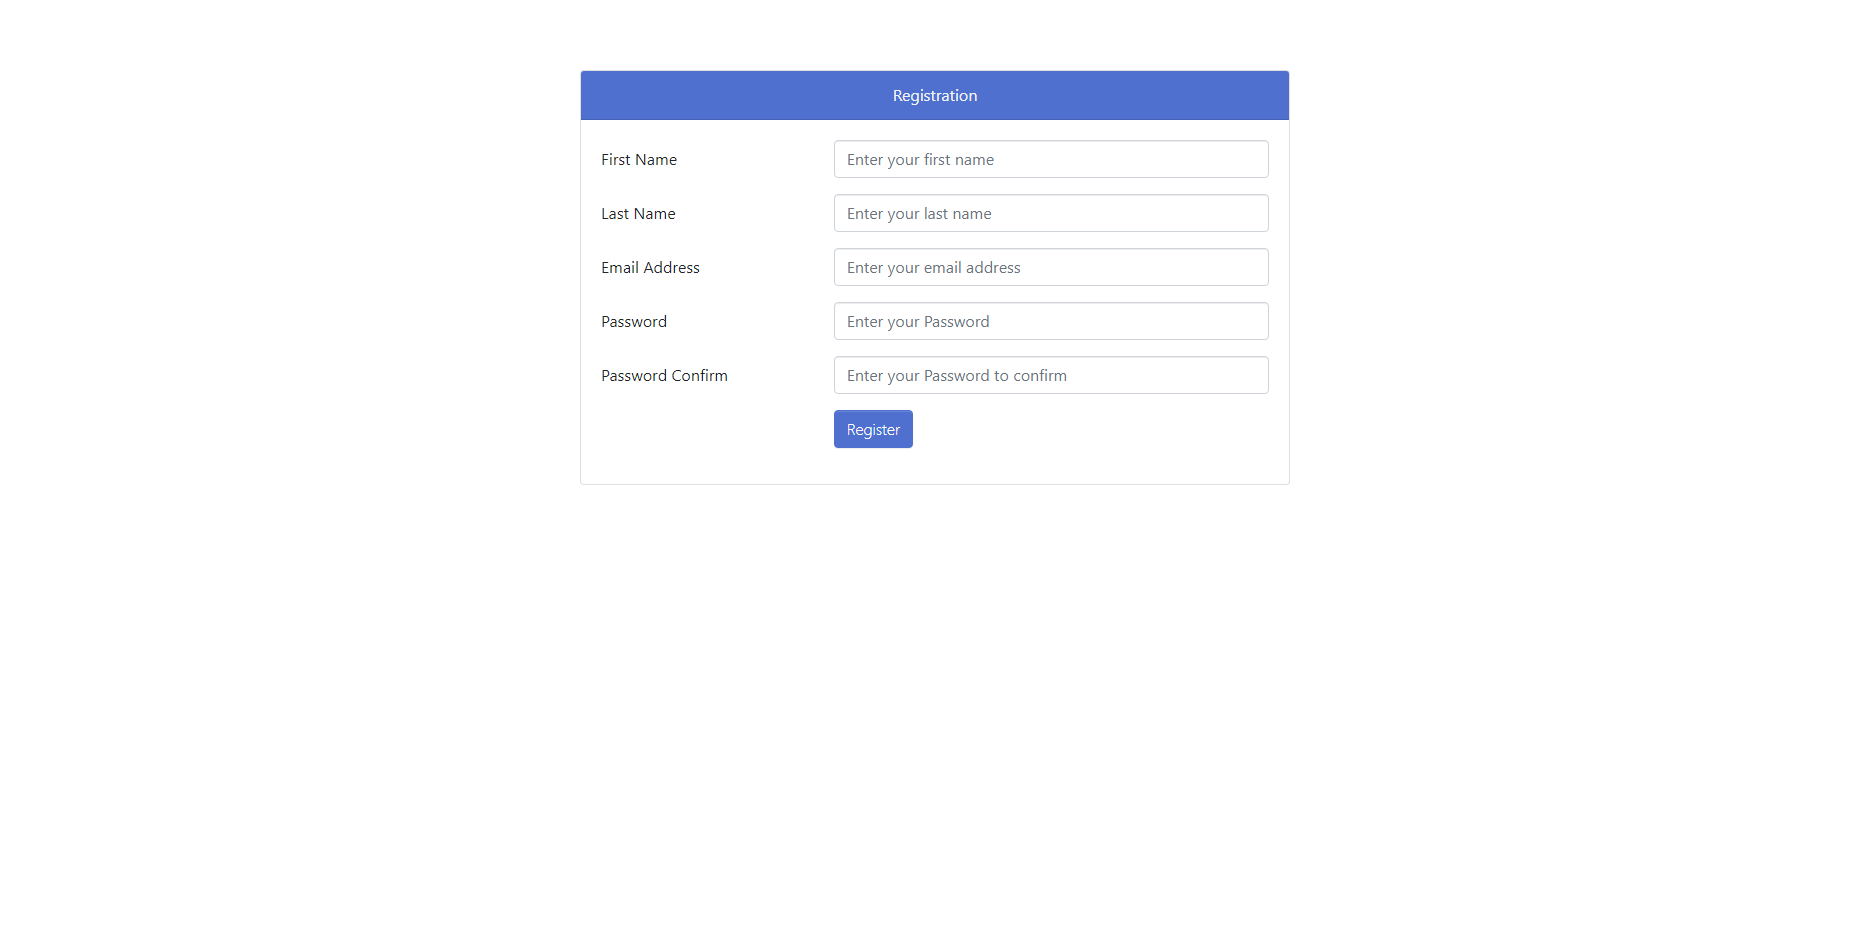 Registration
First Name
Enter your first name
Last Name
Enter your last name
Email Address
Enter your email address
Password
Enter your Password
Password Confirm
Enter your Password to confirm
Register